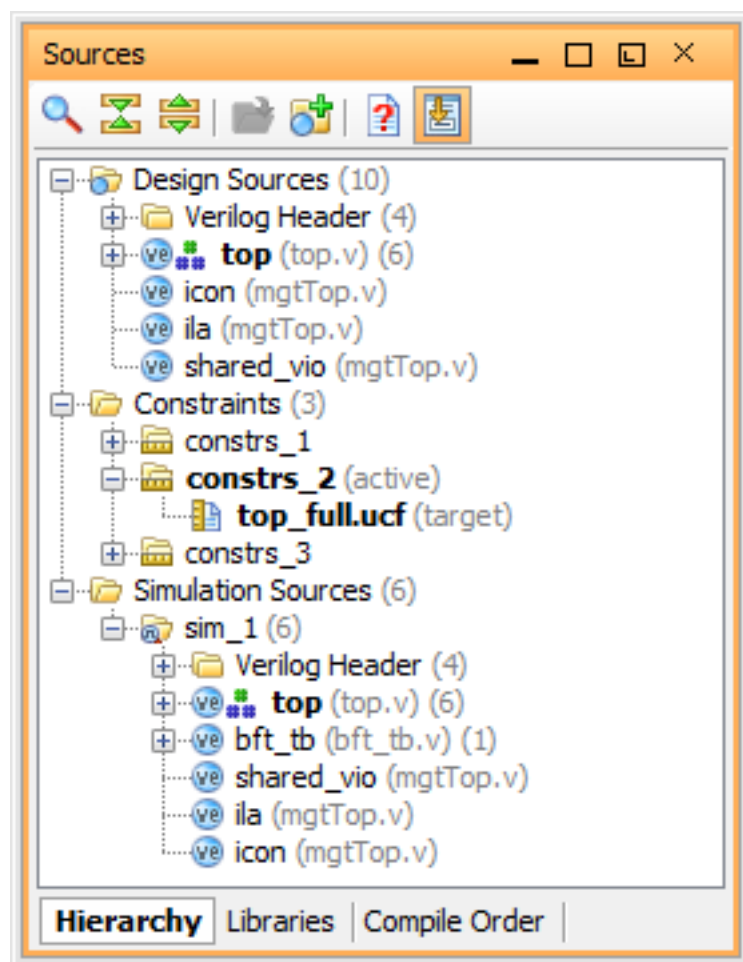 Sources
Design Sources (10)
Verilog Header (4)
top (top.v) (6)
icon (mgtTop.v)
ila (mgtTop.v)
shared_vio (mgtTop.v)
Constraints (3)
constrs_1
constrs_2 (active)
top_full.ucf (target)
constrs_3
Simulation Sources (6)
sim_1 (6)
Verilog Header (4)
top (top.v) (6)
bft_tb (bft_tb.v) (1)
shared_vio (mgtTop.v)
ila (mgtTop.v)
icon (mgtTop.v)
Hierarchy Libraries Compile Order